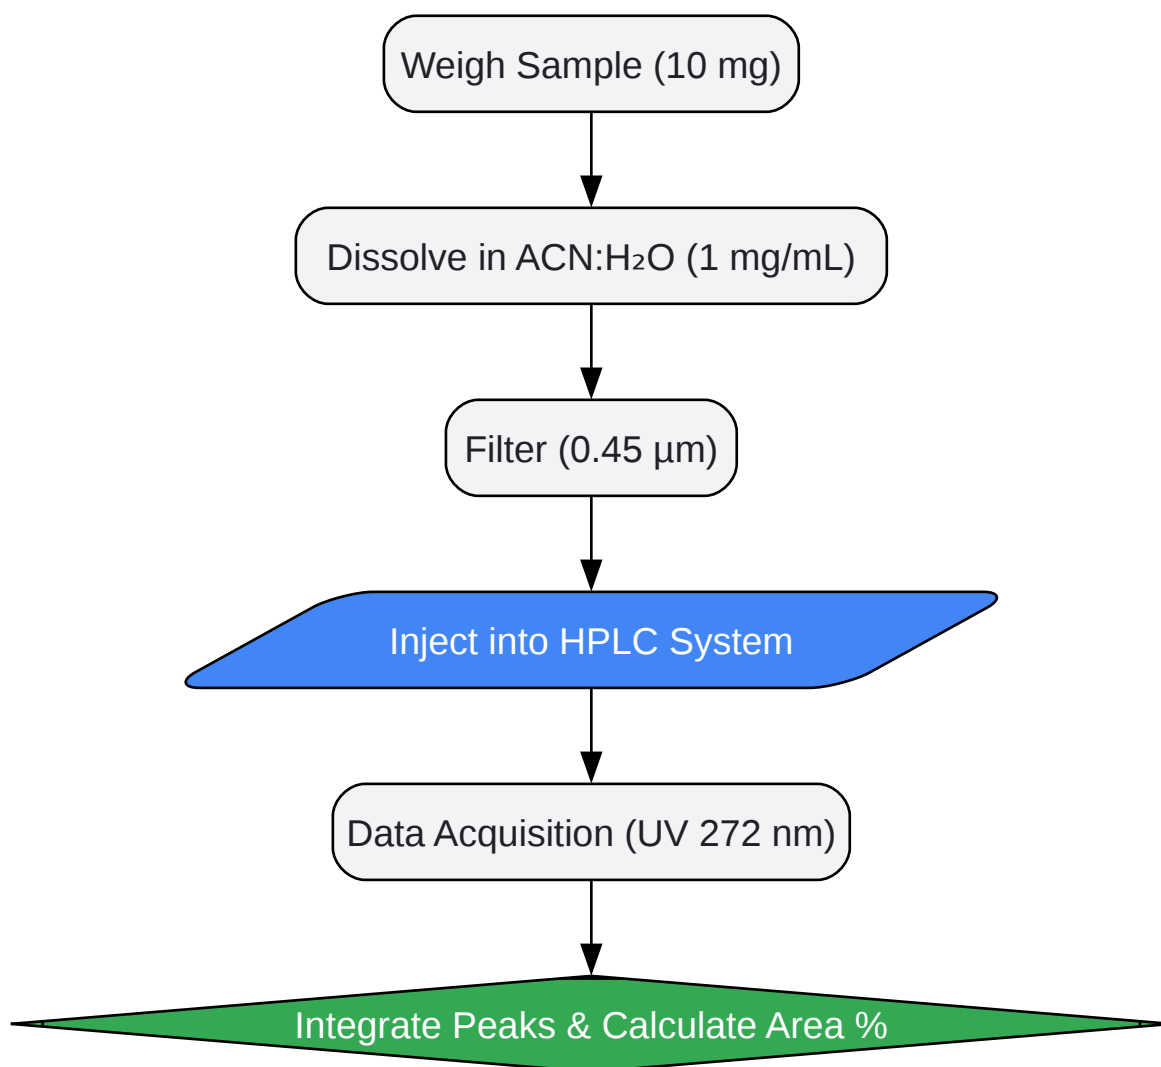 Weigh Sample (10 mg)
Dissolve in ACN:H₂O (1 mg/mL)
Filter (0.45 µm)
Inject into HPLC System
Data Acquisition (UV 272 nm)
Integrate Peaks & Calculate Area %